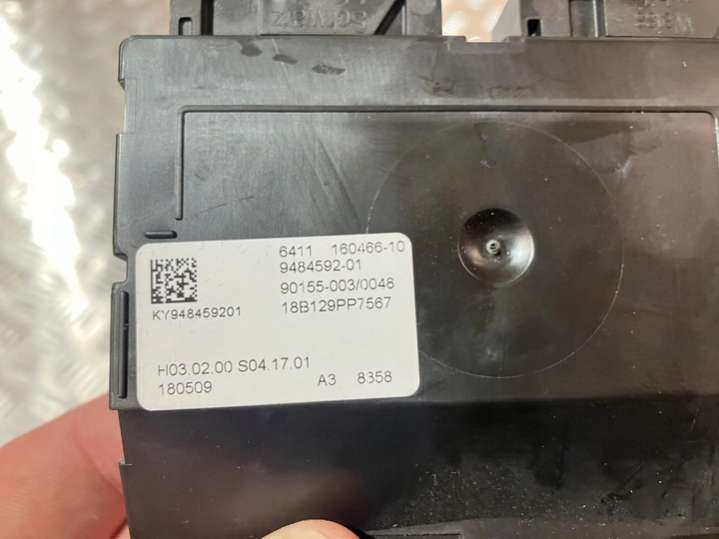 schwarz
6411 160466-10
9484592-01
90155-003/0048
KY948459201 18B129PP7567
H03.02.00 S04.17.01
180509 A3 8358